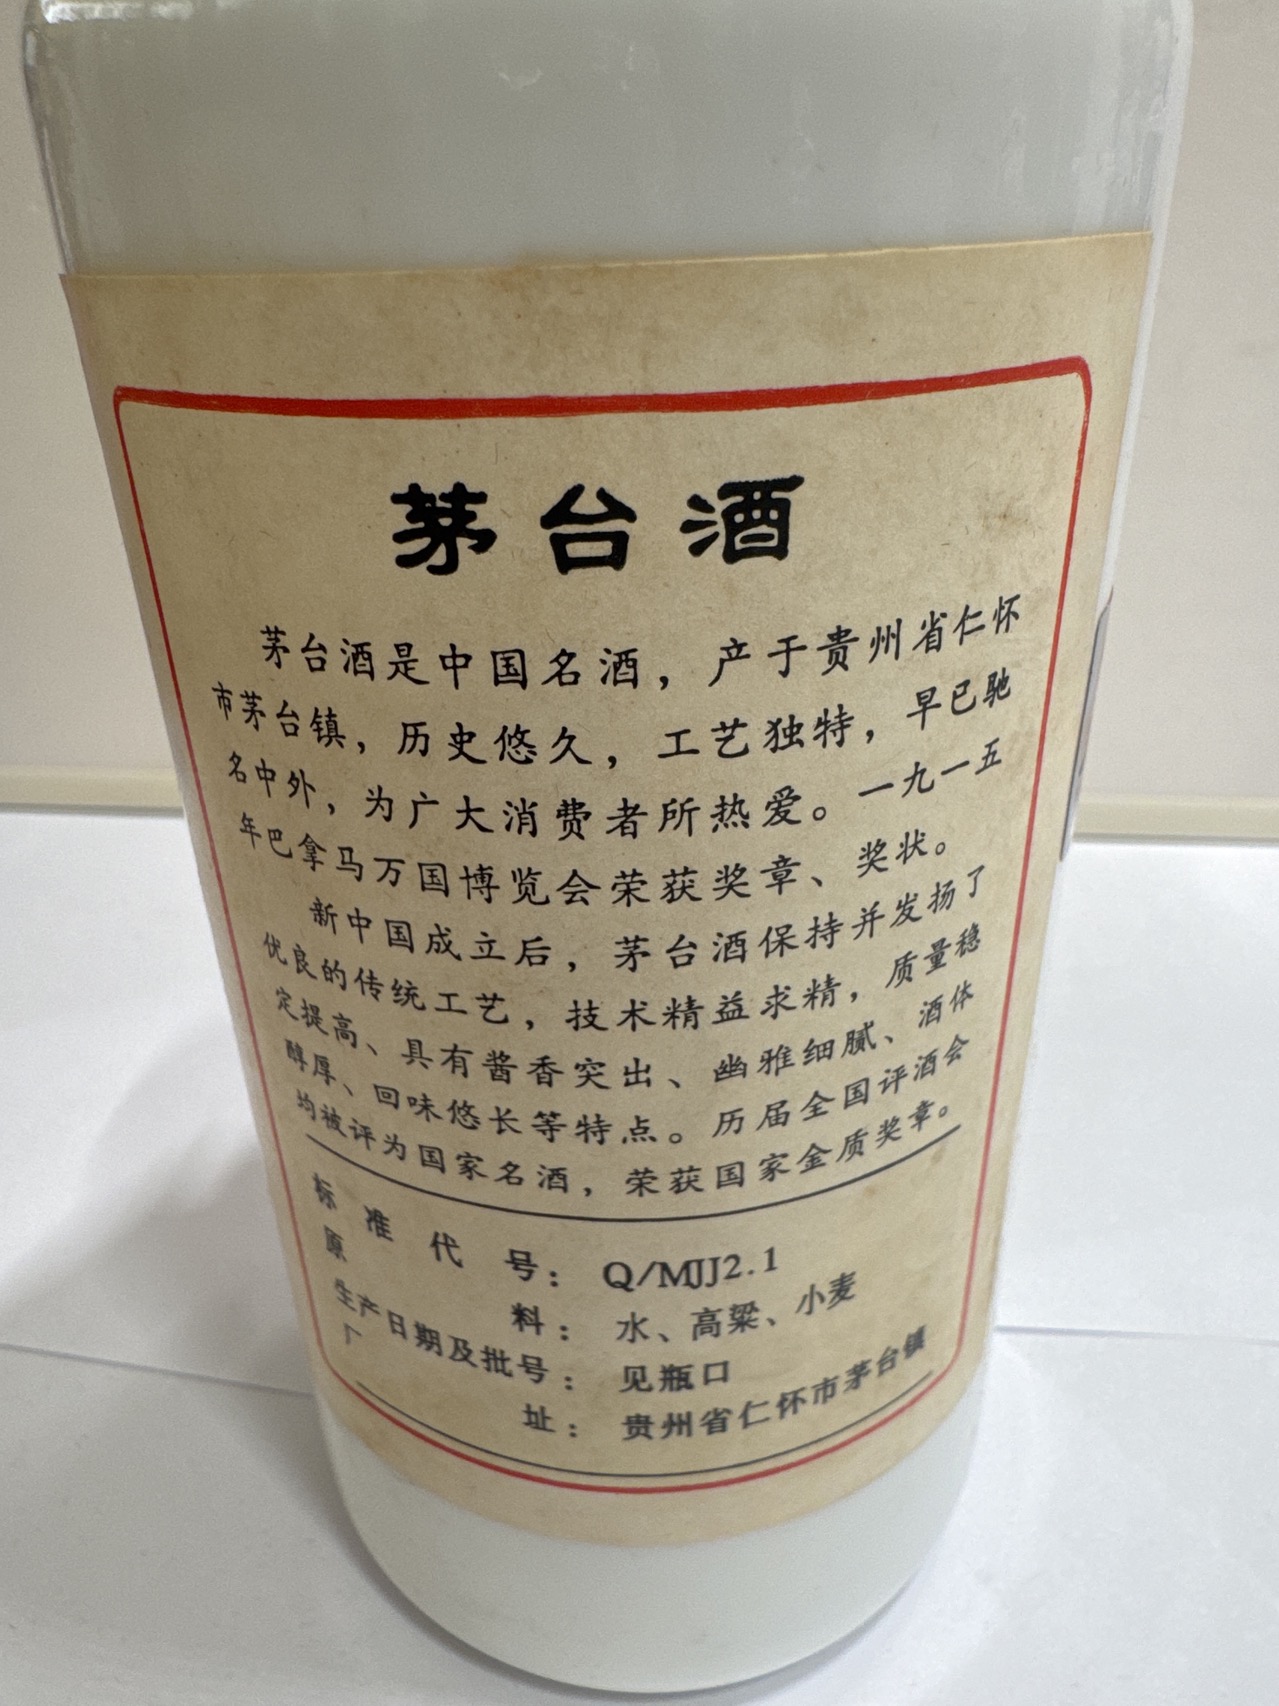 茅台酒
茅台酒是中国名酒，产于贵州省仁怀
市茅台镇，历史悠久，工艺独特，早已驰
名中外，为广大消费者所热爱。一九一五
年巴拿马万国博览会荣获奖章、奖状。
新中国成立后，茅台酒保持并发扬了
优良的传统工艺，技术精益求精，质量稳
定提高、具有酱香突出、幽雅细腻、酒体
醇厚、回味悠长等特点。历届全国评酒会
均被评为国家名酒，荣获国家金质奖章。
标准代号：Q/MJJ2.1
原料：水、高粱、小麦
生产日期及批号：见瓶口
厂址：贵州省仁怀市茅台镇